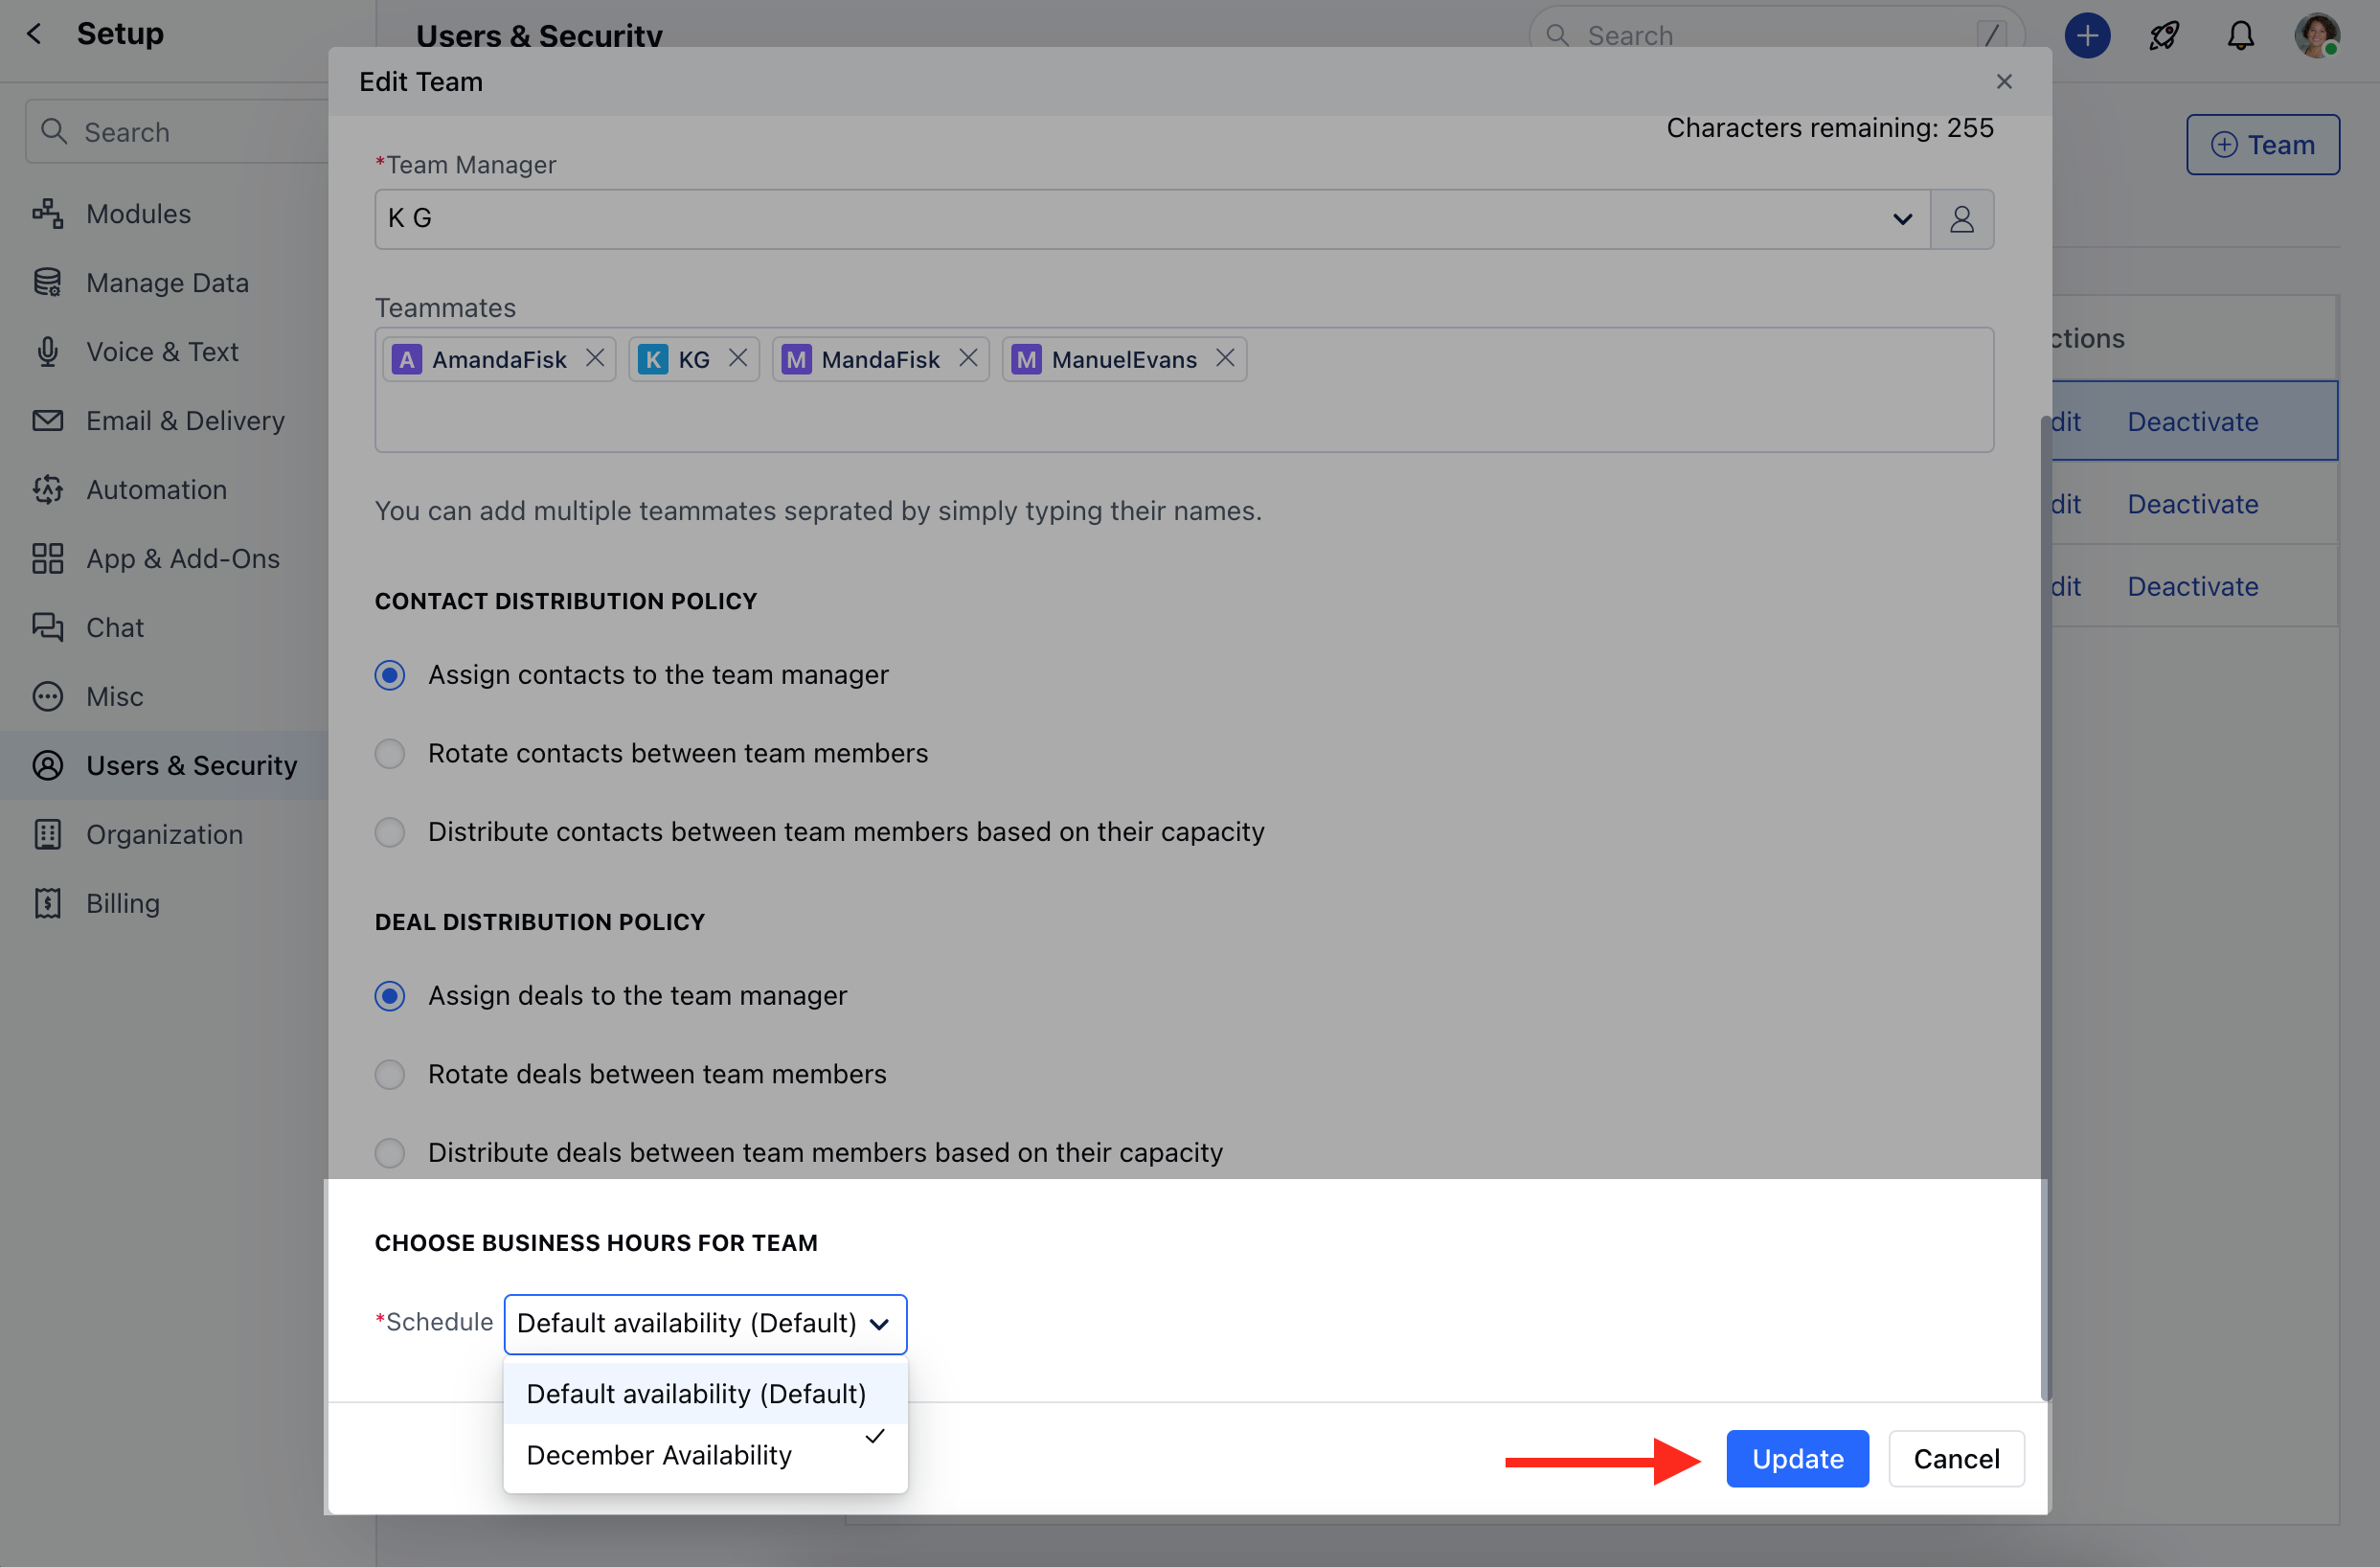 Setup
Users & Security
Search
/
Edit Team
Search
Characters remaining: 255
Team
*Team Manager
K G
Modules
Manage Data
Teammates
Voice & Text
A AmandaFisk
K KG
M MandaFisk
M ManuelEvans
ctions
Email & Delivery
dit Deactivate
Automation
You can add multiple teammates seprated by simply typing their names.
dit Deactivate
App & Add-Ons
CONTACT DISTRIBUTION POLICY
dit Deactivate
Chat
Assign contacts to the team manager
Misc
Rotate contacts between team members
Users & Security
Distribute contacts between team members based on their capacity
Organization
Billing
DEAL DISTRIBUTION POLICY
Assign deals to the team manager
Rotate deals between team members
Distribute deals between team members based on their capacity
CHOOSE BUSINESS HOURS FOR TEAM
*Schedule Default availability (Default)
Default availability (Default)
December Availability
Update Cancel